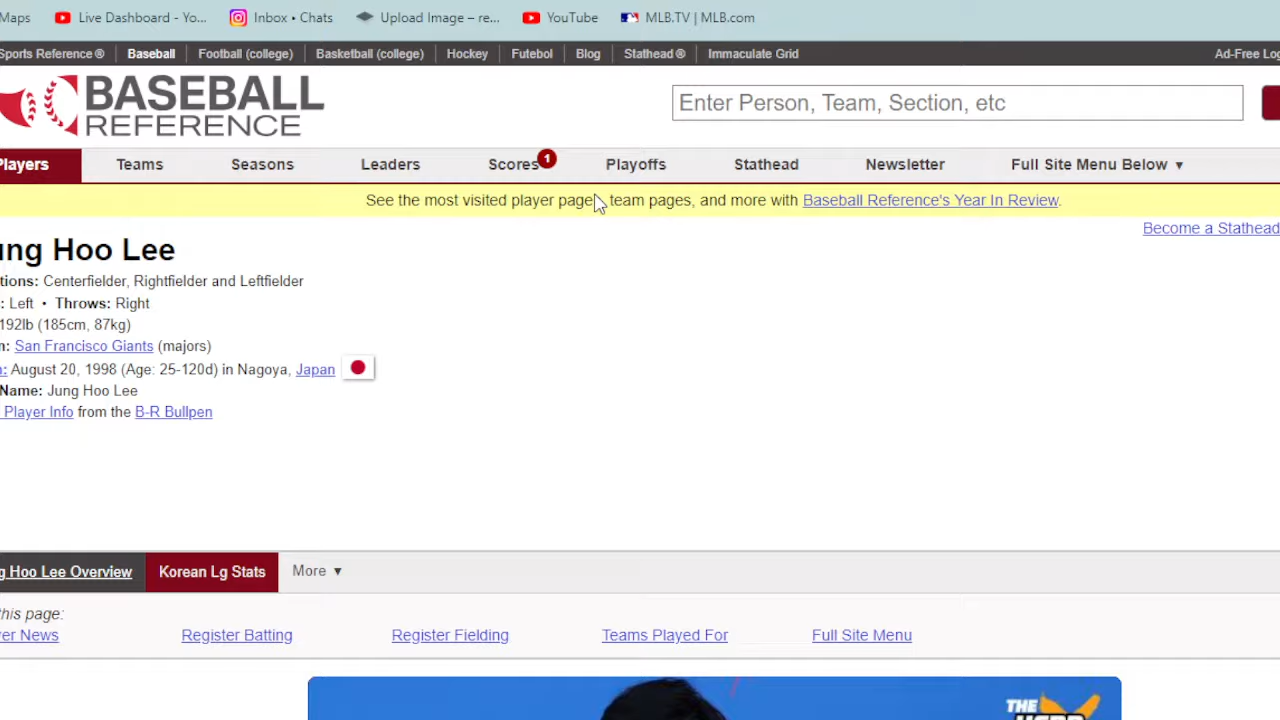 Maps Live Dashboard - Yo... Inbox • Chats Upload Image – re... YouTube MLB.TV | MLB.com
Sports Reference® Baseball Football (college) Basketball (college) Hockey Futebol Blog Stathead® Immaculate Grid Ad-Free Log
BASEBALL
REFERENCE
Enter Person, Team, Section, etc
Players Teams Seasons Leaders Scores 1 Playoffs Stathead Newsletter Full Site Menu Below ▼
See the most visited player page, team pages, and more with Baseball Reference's Year In Review.
Become a Stathead
ung Hoo Lee
tions: Centerfielder, Rightfielder and Leftfielder
: Left • Throws: Right
192lb (185cm, 87kg)
m: San Francisco Giants (majors)
: August 20, 1998 (Age: 25-120d) in Nagoya, Japan
Name: Jung Hoo Lee
Player Info from the B-R Bullpen
g Hoo Lee Overview Korean Lg Stats More ▼
this page:
yer News Register Batting Register Fielding Teams Played For Full Site Menu
THE